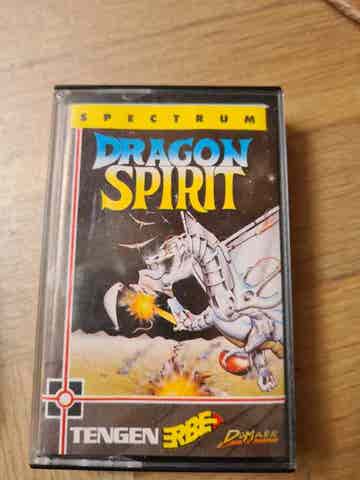 SPECTRUM
DRAGON
SPIRIT
TENGEN ERBE DOMARK